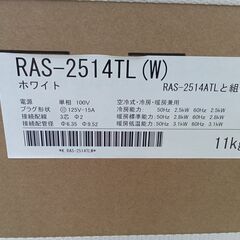 RAS-2514TL(W)
ホワイト
RAS-2514ATLと組
電源 単相 100V
プラグ形状 125V-15A
接続配線 3芯 Φ2
接続配管径 Φ6.35 Φ9.52
空冷式・冷房・暖房兼用
冷房能力: 50Hz 2.5kW 60Hz 2.5kW
暖房標準能力: 50Hz 2.8kW 60Hz 2.8kW
暖房低温能力: 50Hz 3.1kW 60Hz 3.1kW
*K RAS-2514TLW*
11kg